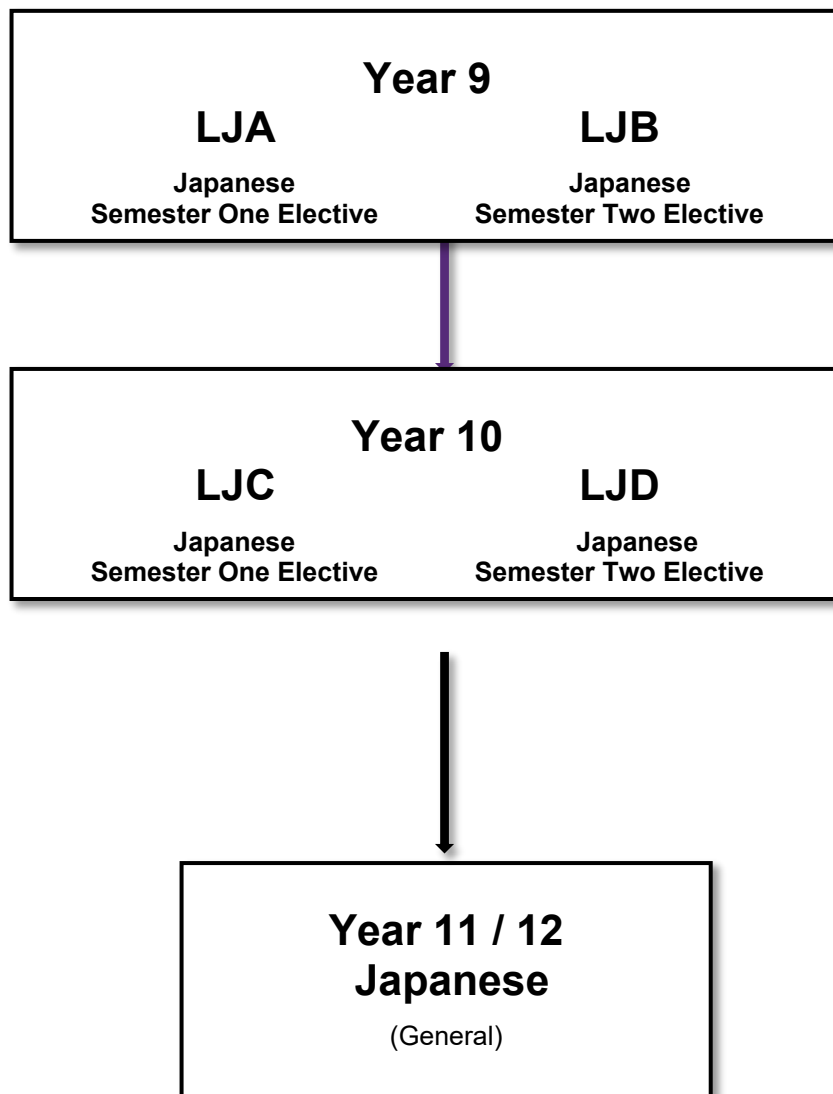 Year 9
LJA LJB
Japanese Japanese
Semester One Elective Semester Two Elective
Year 10
LJC LJD
Japanese Japanese
Semester One Elective Semester Two Elective
Year 11 / 12
Japanese
(General)